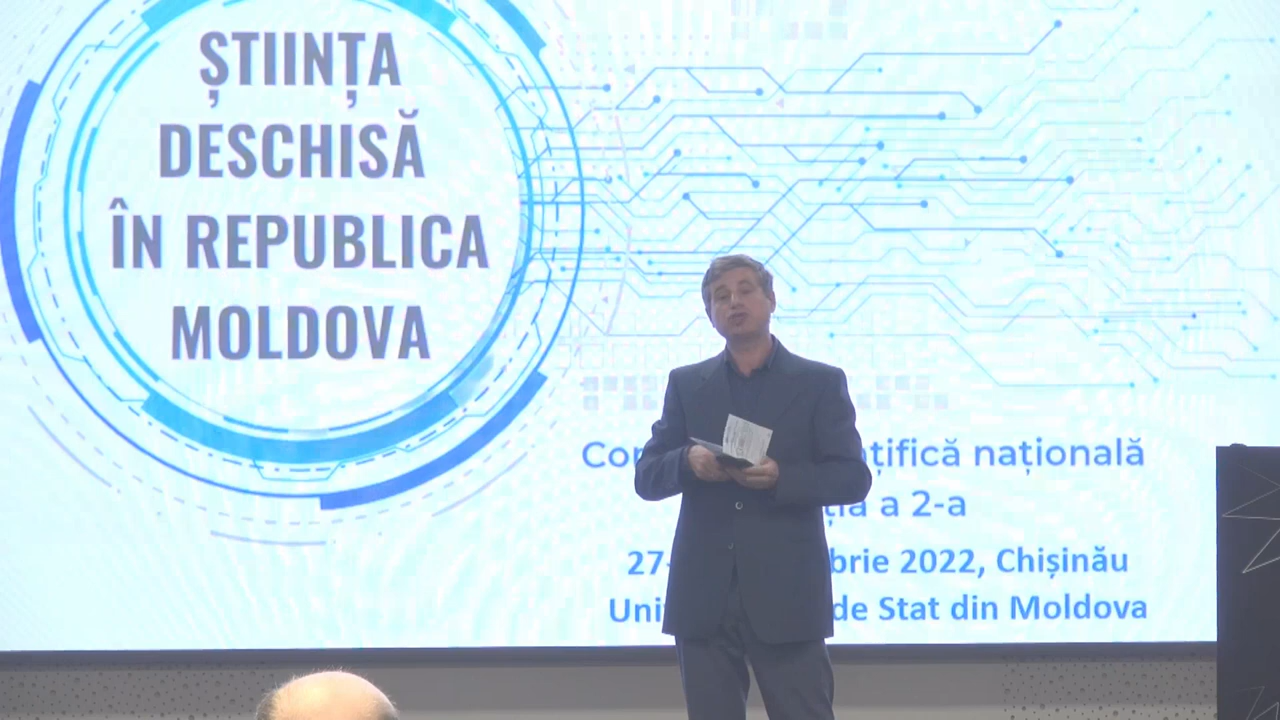 ȘTIINȚA
DESCHISĂ
ÎN REPUBLICA
MOLDOVA
națională
a 2-a
2022, Chișinău
de Stat din Moldova